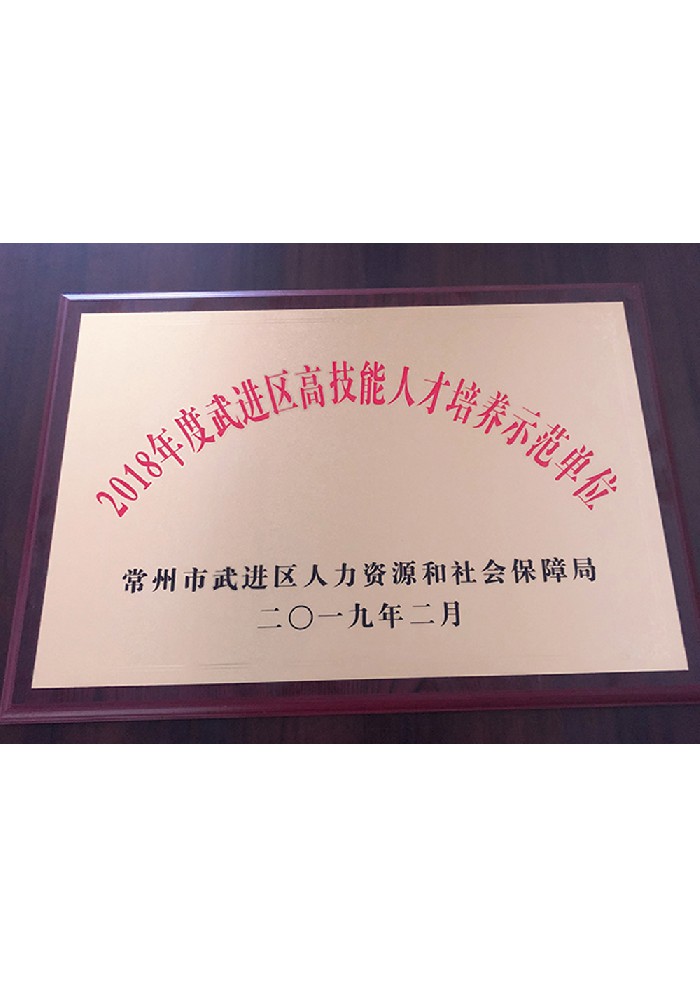 2018年度武进区高技能人才培养示范单位
常州市武进区人力资源和社会保障局
二〇一九年二月